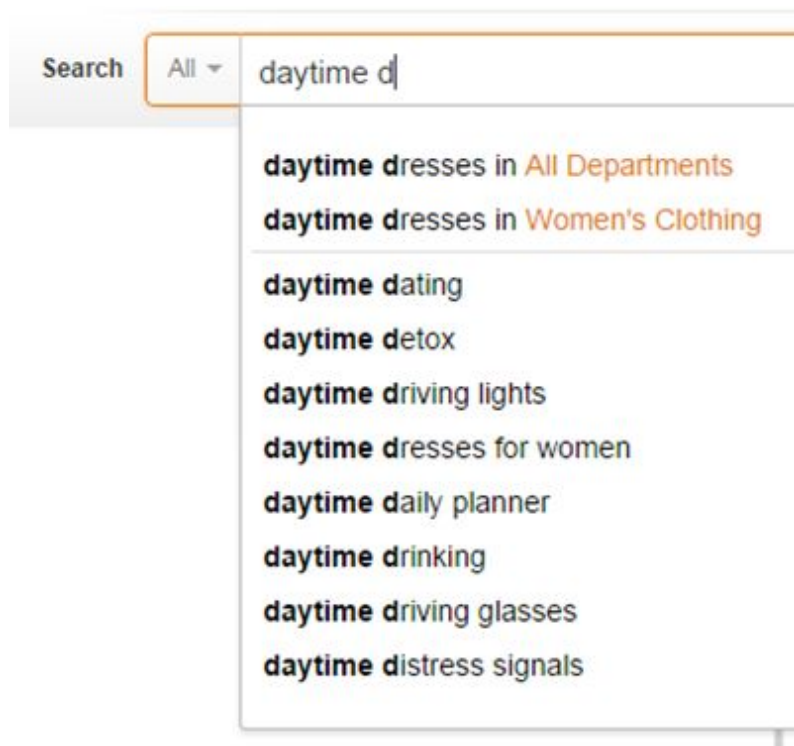 Search All daytime d
daytime dresses in All Departments
daytime dresses in Women's Clothing
daytime dating
daytime detox
daytime driving lights
daytime dresses for women
daytime daily planner
daytime drinking
daytime driving glasses
daytime distress signals